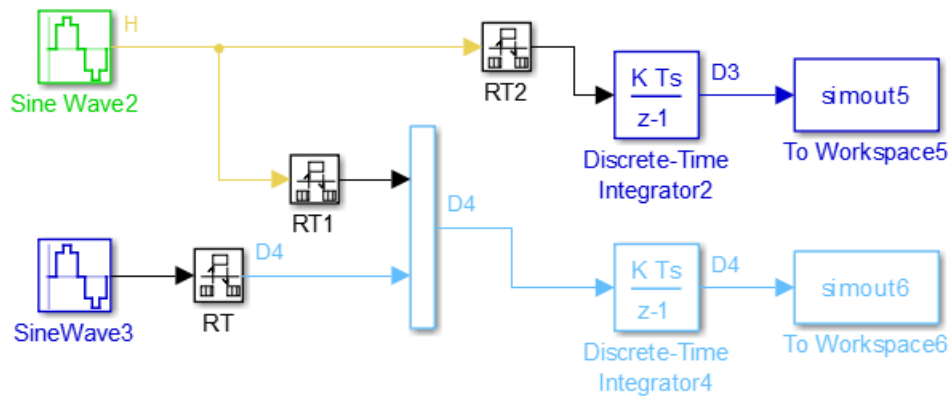 H
Sine Wave2
RT2
K Ts
z-1
D3
simout5
Discrete-Time
Integrator2
To Workspace5
RT1
D4
SineWave3
D4
RT
K Ts
z-1
D4
simout6
Discrete-Time
Integrator4
To Workspace6